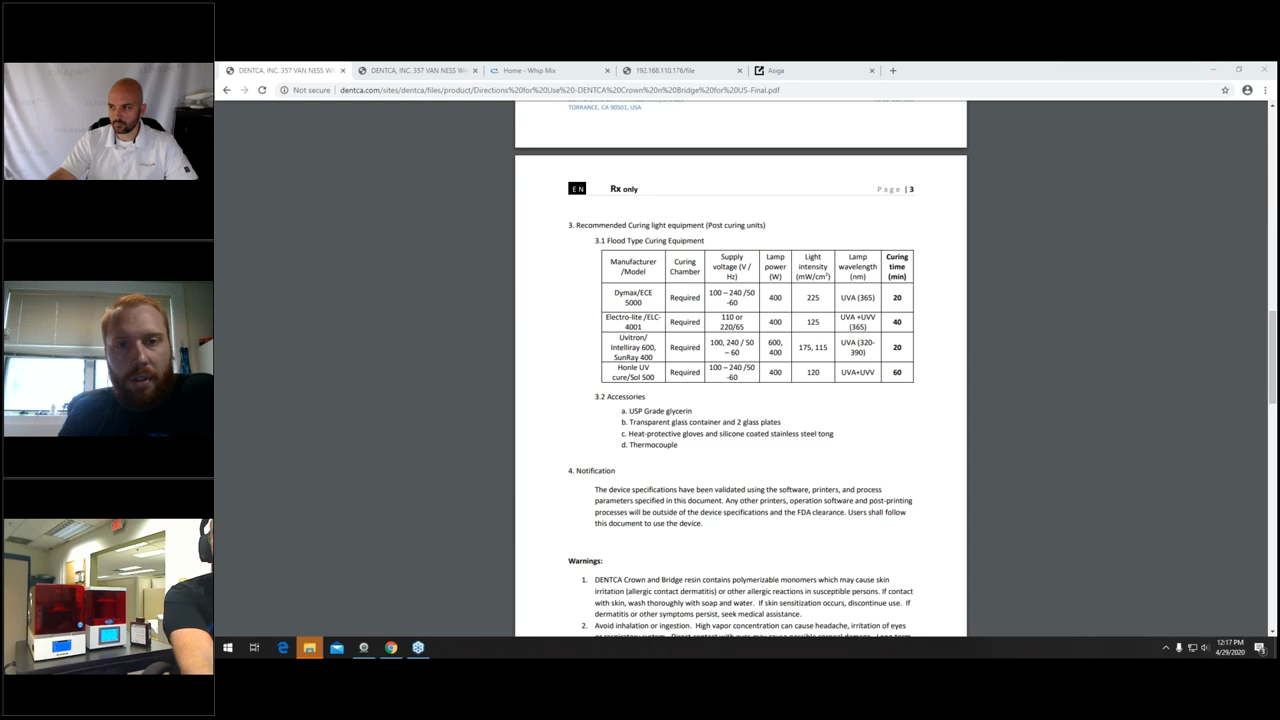 DENTCA, INC. 357 VAN NESS W
DENTCA, INC. 357 VAN NESS W
Home - Whip Mix
192.168.110.176/file
Asiga
Not secure
dentca.com/sites/dentca/files/product/Directions%20for%20Use%20-DENTCA%20Crown%20n%20Bridge%20for%20US-Final.pdf
TORRANCE, CA 90501, USA
EN Rx only Page | 3
3. Recommended Curing light equipment (Post curing units)
3.1 Flood Type Curing Equipment
Manufacturer /Model Curing Chamber Supply voltage (V / Hz) Lamp power (W) Light intensity (mW/cm²) Lamp wavelength (nm) Curing time (min)
Dymax/ECE 5000 Required 100 – 240 /50 -60 400 225 UVA (365) 20
Electro-lite /ELC-4001 Required 110 or 220/65 400 125 UVA +UVV (365) 40
Uvitron/ Intelliray 600, SunRay 400 Required 100, 240 / 50 – 60 600, 400 175, 115 UVA (320-390) 20
Honle UV cure/Sol 500 Required 100 – 240 /50 -60 400 120 UVA+UVV 60
3.2 Accessories
a. USP Grade glycerin
b. Transparent glass container and 2 glass plates
c. Heat-protective gloves and silicone coated stainless steel tong
d. Thermocouple
4. Notification
The device specifications have been validated using the software, printers, and process
parameters specified in this document. Any other printers, operation software and post-printing
processes will be outside of the device specifications and the FDA clearance. Users shall follow
this document to use the device.
Warnings:
1. DENTCA Crown and Bridge resin contains polymerizable monomers which may cause skin
irritation (allergic contact dermatitis) or other allergic reactions in susceptible persons. If contact
with skin, wash thoroughly with soap and water. If skin sensitization occurs, discontinue use. If
dermatitis or other symptoms persist, seek medical assistance.
2. Avoid inhalation or ingestion. High vapor concentration can cause headache, irritation of eyes
12:17 PM
4/29/2020